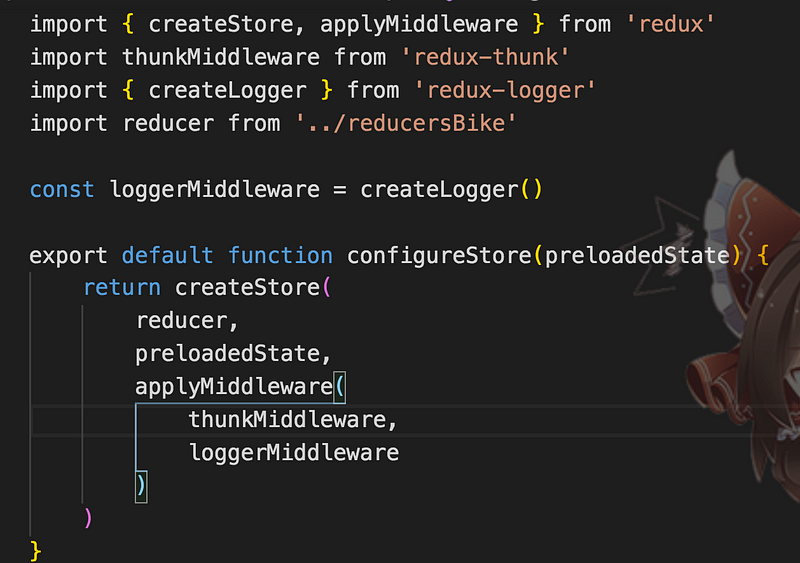 import { createStore, applyMiddleware } from 'redux'
import thunkMiddleware from 'redux-thunk'
import { createLogger } from 'redux-logger'
import reducer from '../reducersBike'
const loggerMiddleware = createLogger()
export default function configureStore(preloadedState) {
return createStore(
reducer,
preloadedState,
applyMiddleware(
thunkMiddleware,
loggerMiddleware
)
)
}